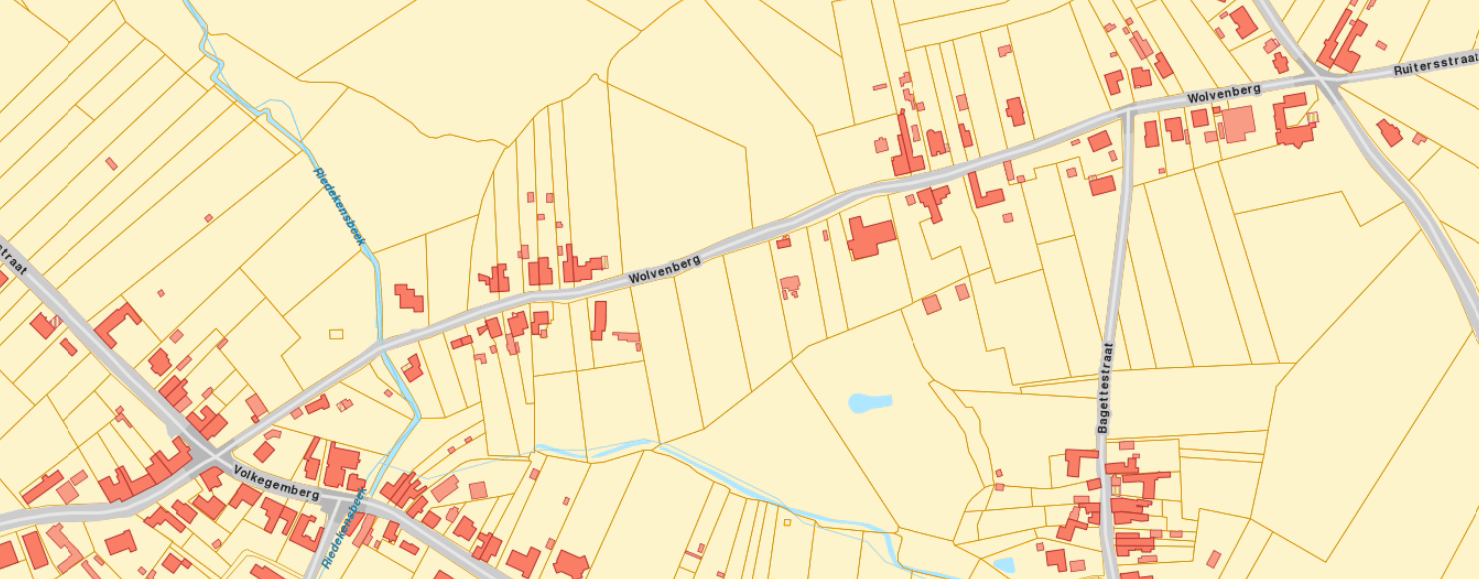 Ruitersstraat
Wolvenberg
Riedekensbeek
straat
Wolvenberg
Bagettestraat
Volkegemberg
Riedekensbeek